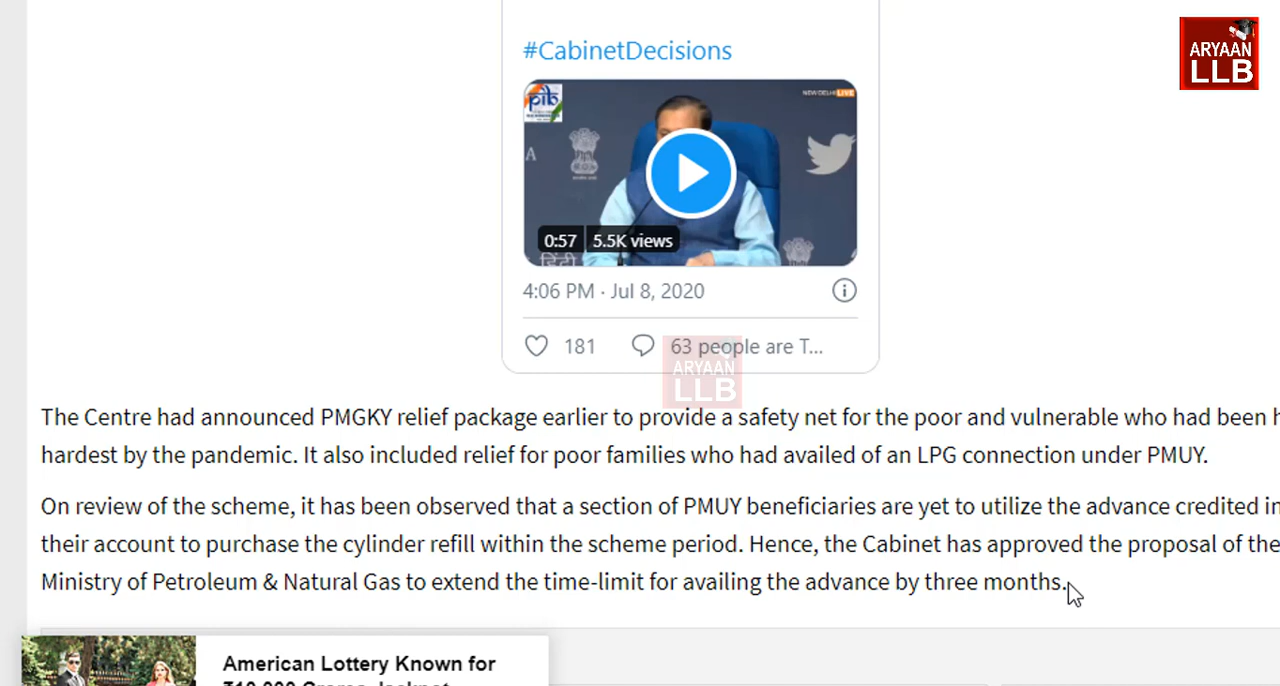 ARYAAN
LLB
#CabinetDecisions
pib
NEW DELHI LIVE
A
0:57 5.5K views
हिंदी
4:06 PM · Jul 8, 2020
181 63 people are T...
ARYAAN
LLB
The Centre had announced PMGKY relief package earlier to provide a safety net for the poor and vulnerable who had been h
hardest by the pandemic. It also included relief for poor families who had availed of an LPG connection under PMUY.
On review of the scheme, it has been observed that a section of PMUY beneficiaries are yet to utilize the advance credited in
their account to purchase the cylinder refill within the scheme period. Hence, the Cabinet has approved the proposal of the
Ministry of Petroleum & Natural Gas to extend the time-limit for availing the advance by three months.
American Lottery Known for